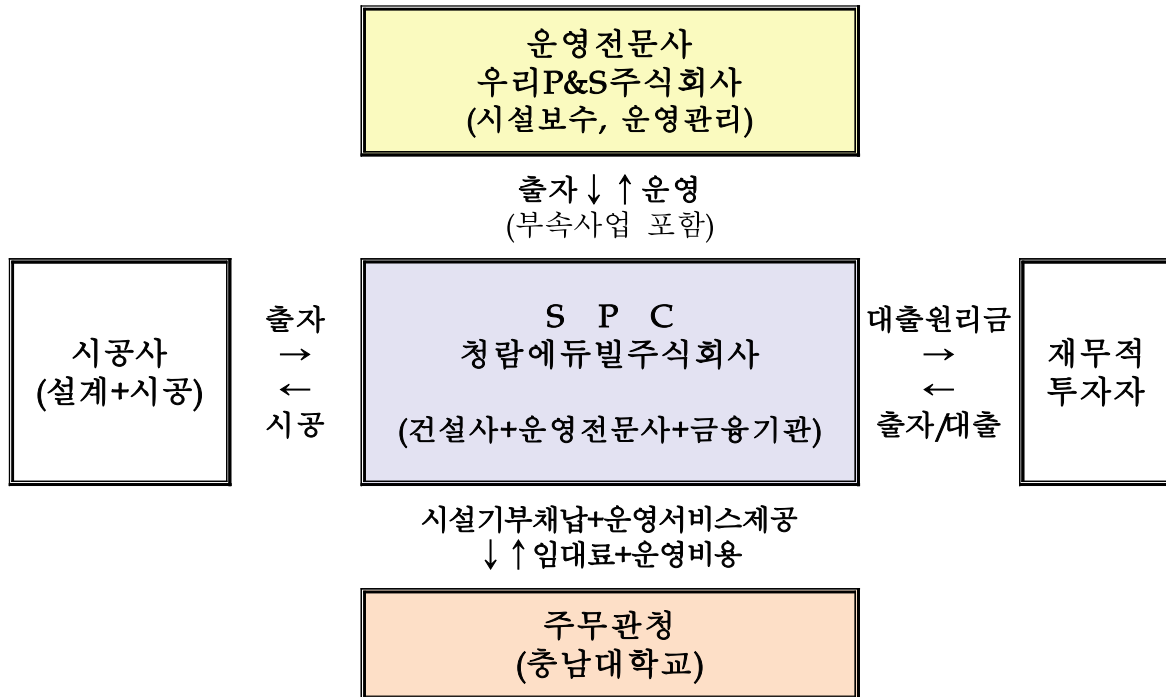 운영전문사
우리P&S주식회사
(시설보수, 운영관리)
출자 ↓ ↑ 운영
(부속사업 포함)
시공사
(설계+시공)
출자
→
←
시공
S P C
청람에듀빌주식회사
(건설사+운영전문사+금융기관)
대출원리금
→
←
출자/대출
재무적
투자자
시설기부채납+운영서비스제공
↓ ↑ 임대료+운영비용
주무관청
(충남대학교)